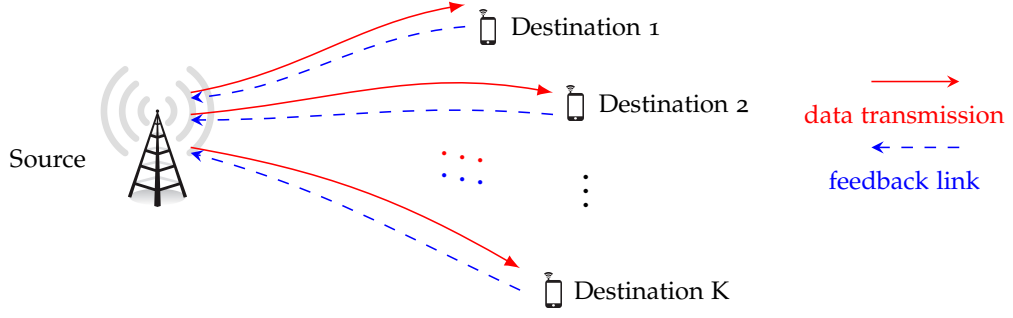 Destination 1
Destination 2
data transmission
Source
feedback link
Destination K